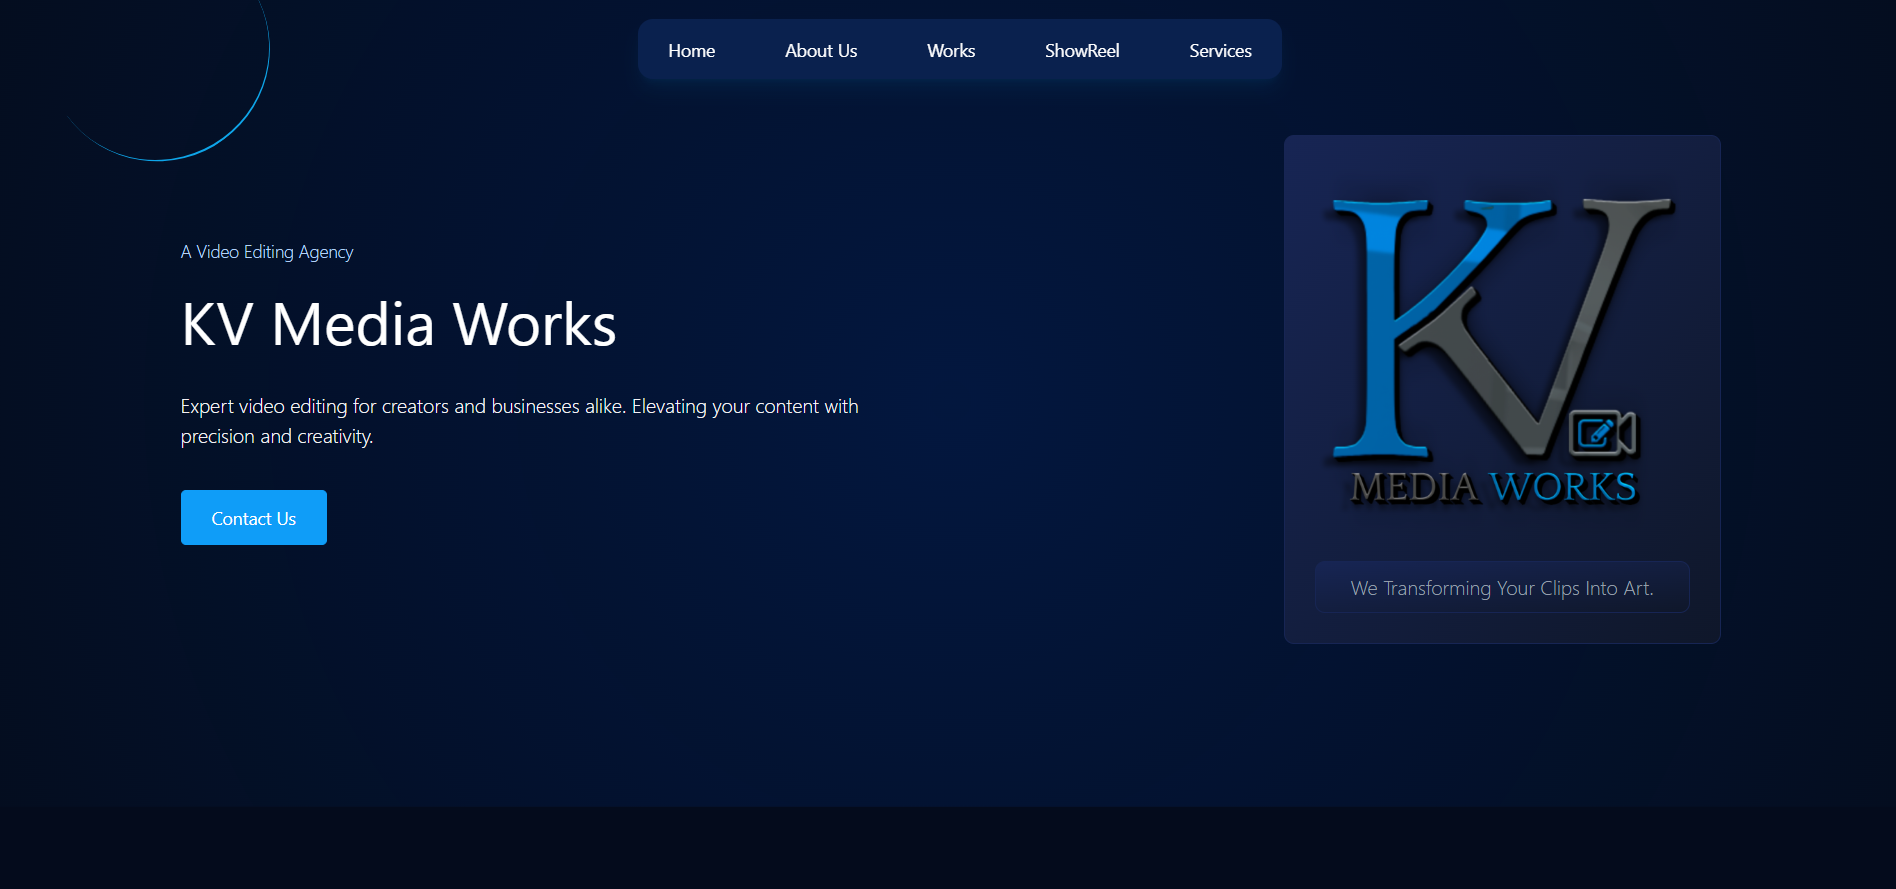 Home About Us Works ShowReel Services
A Video Editing Agency
KV Media Works
Expert video editing for creators and businesses alike. Elevating your content with
precision and creativity.
Contact Us
KV
MEDIA WORKS
We Transforming Your Clips Into Art.